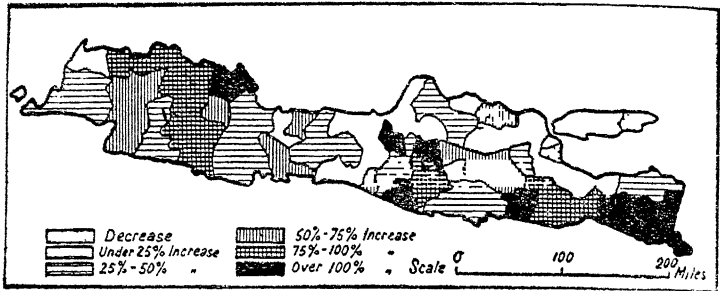 Decrease
Under 25% Increase
25%-50% "
50%-75% Increase
75%-100% "
Over 100% "
Scale 0 100 200 Miles